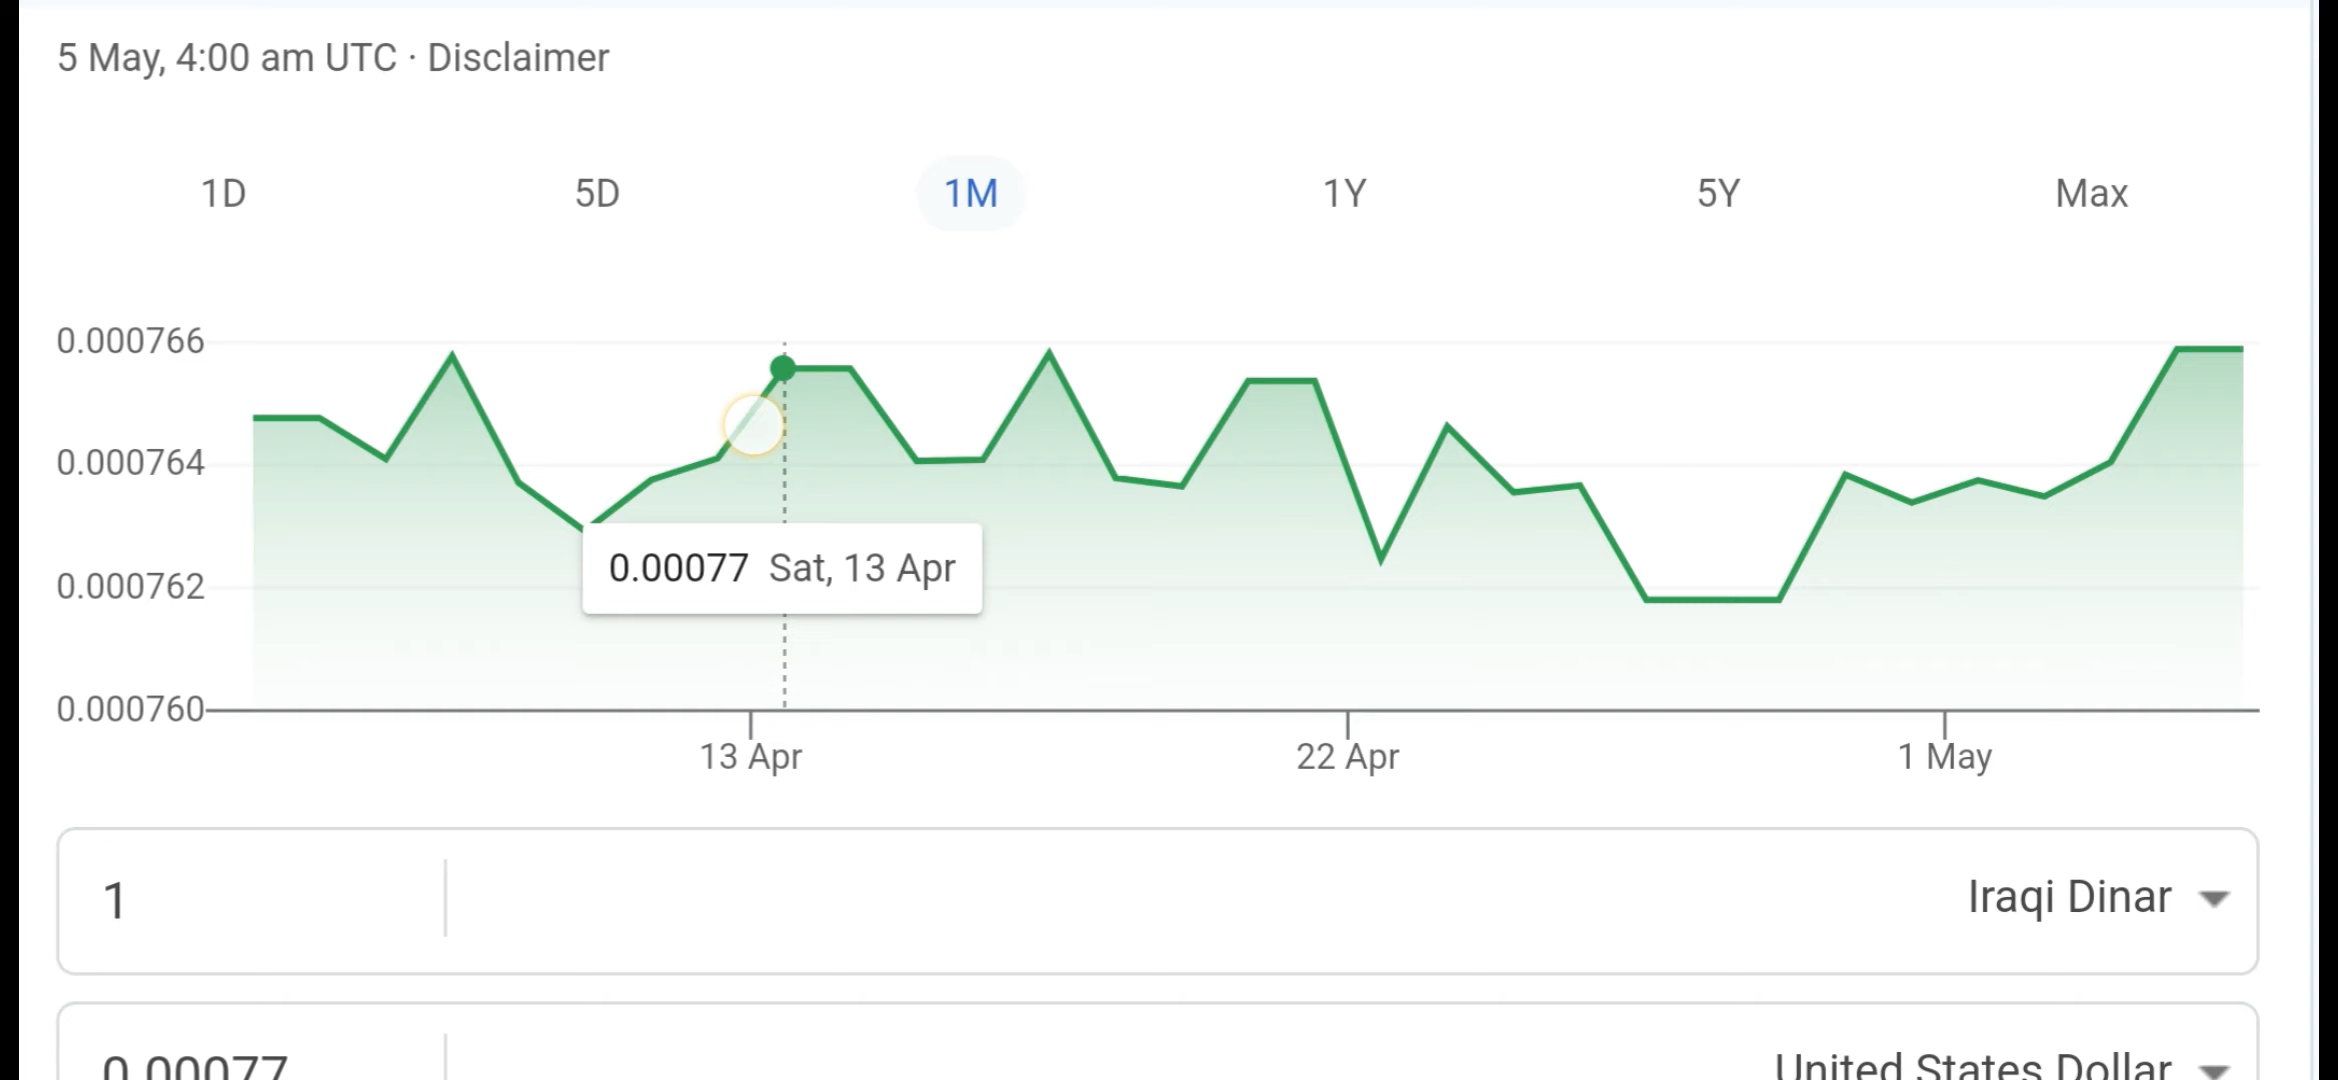 5 May, 4:00 am UTC · Disclaimer
1D 5D 1M 1Y 5Y Max
0.000766
0.000764
0.000762
0.00077 Sat, 13 Apr
0.000760
13 Apr 22 Apr 1 May
1 Iraqi Dinar
0.00077 United States Dollar